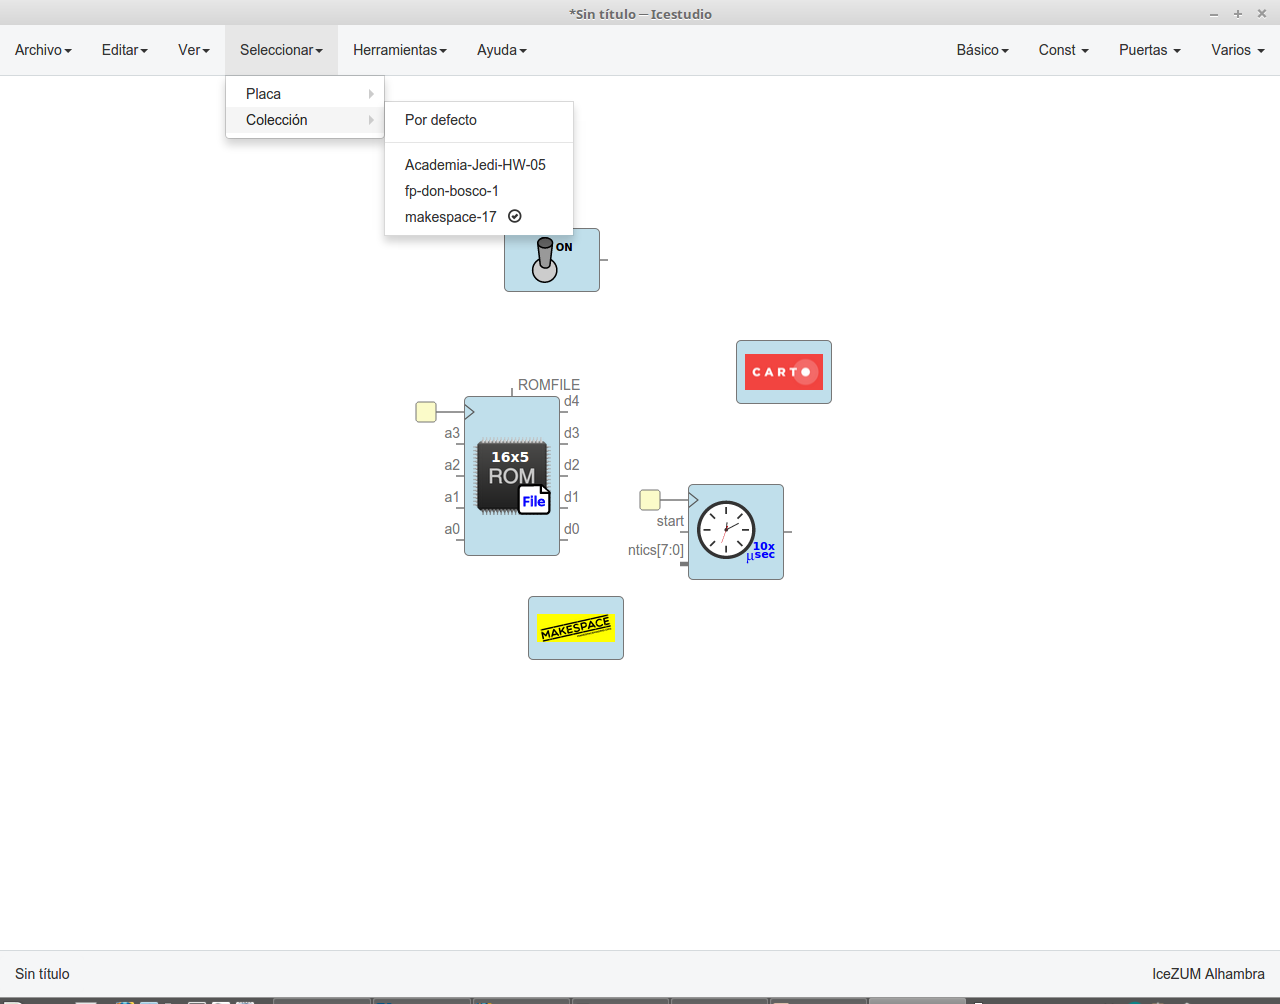 *Sin título — Icestudio
Archivo Editar Ver Seleccionar Herramientas Ayuda Básico Const Puertas Varios
Placa
Colección
Por defecto
Academia-Jedi-HW-05
fp-don-bosco-1
makespace-17
ON
CARTO
ROMFILE
d4
a3 d3
16x5
a2 ROM d2
a1 File d1
a0 d0
start
10x
ntics[7:0] µsec
MAKESPACE
Sin título IceZUM Alhambra